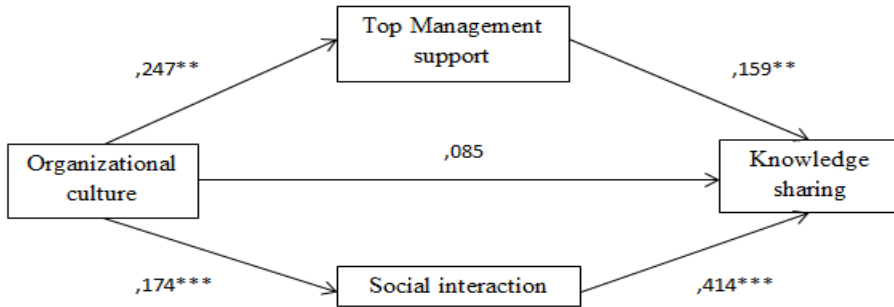 Top Management
support
,247**
,159**
Organizational
culture
,085
Knowledge
sharing
,174***
Social interaction
,414***